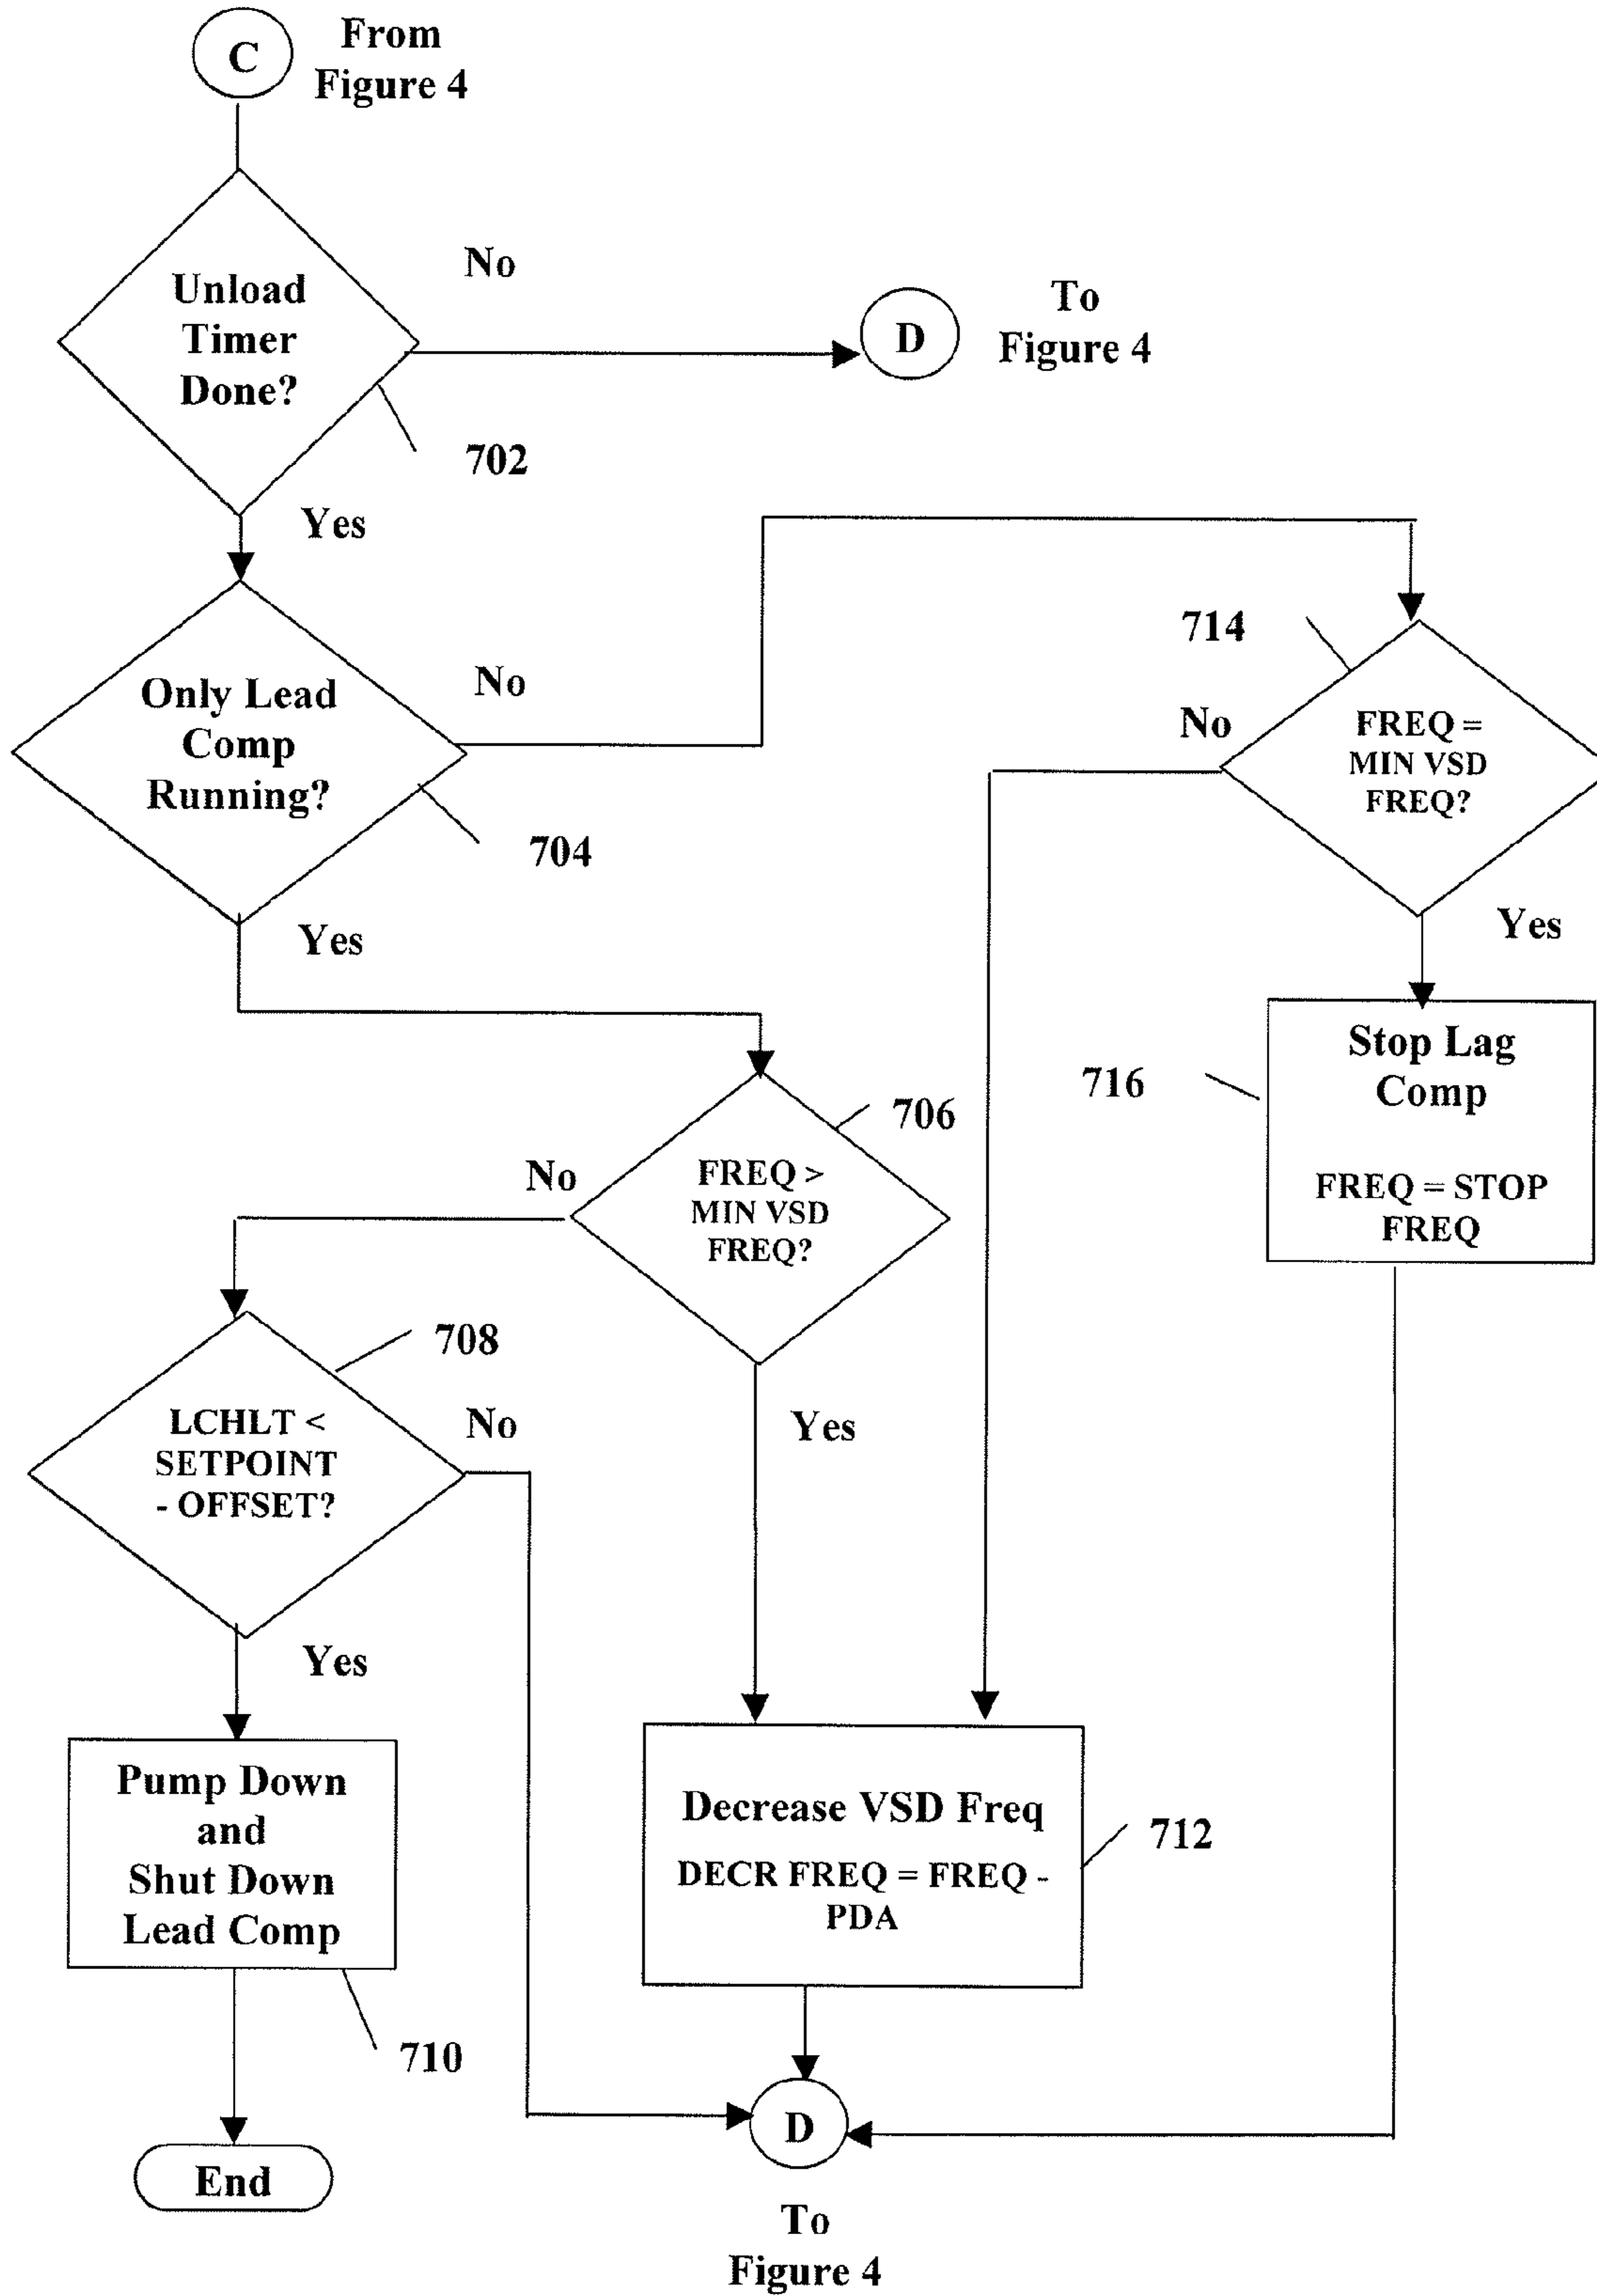 C
From
Figure 4
Unload
Timer
Done?
No
D
To
Figure 4
702
Yes
Only Lead
Comp
Running?
No
704
714
FREQ =
MIN VSD
FREQ?
No
Yes
Yes
Stop Lag
Comp
FREQ = STOP
FREQ
716
706
FREQ >
MIN VSD
FREQ?
No
Yes
708
LCHLT <
SETPOINT
- OFFSET?
No
Yes
Pump Down
and
Shut Down
Lead Comp
710
End
Decrease VSD Freq
DECR FREQ = FREQ -
PDA
712
D
To
Figure 4